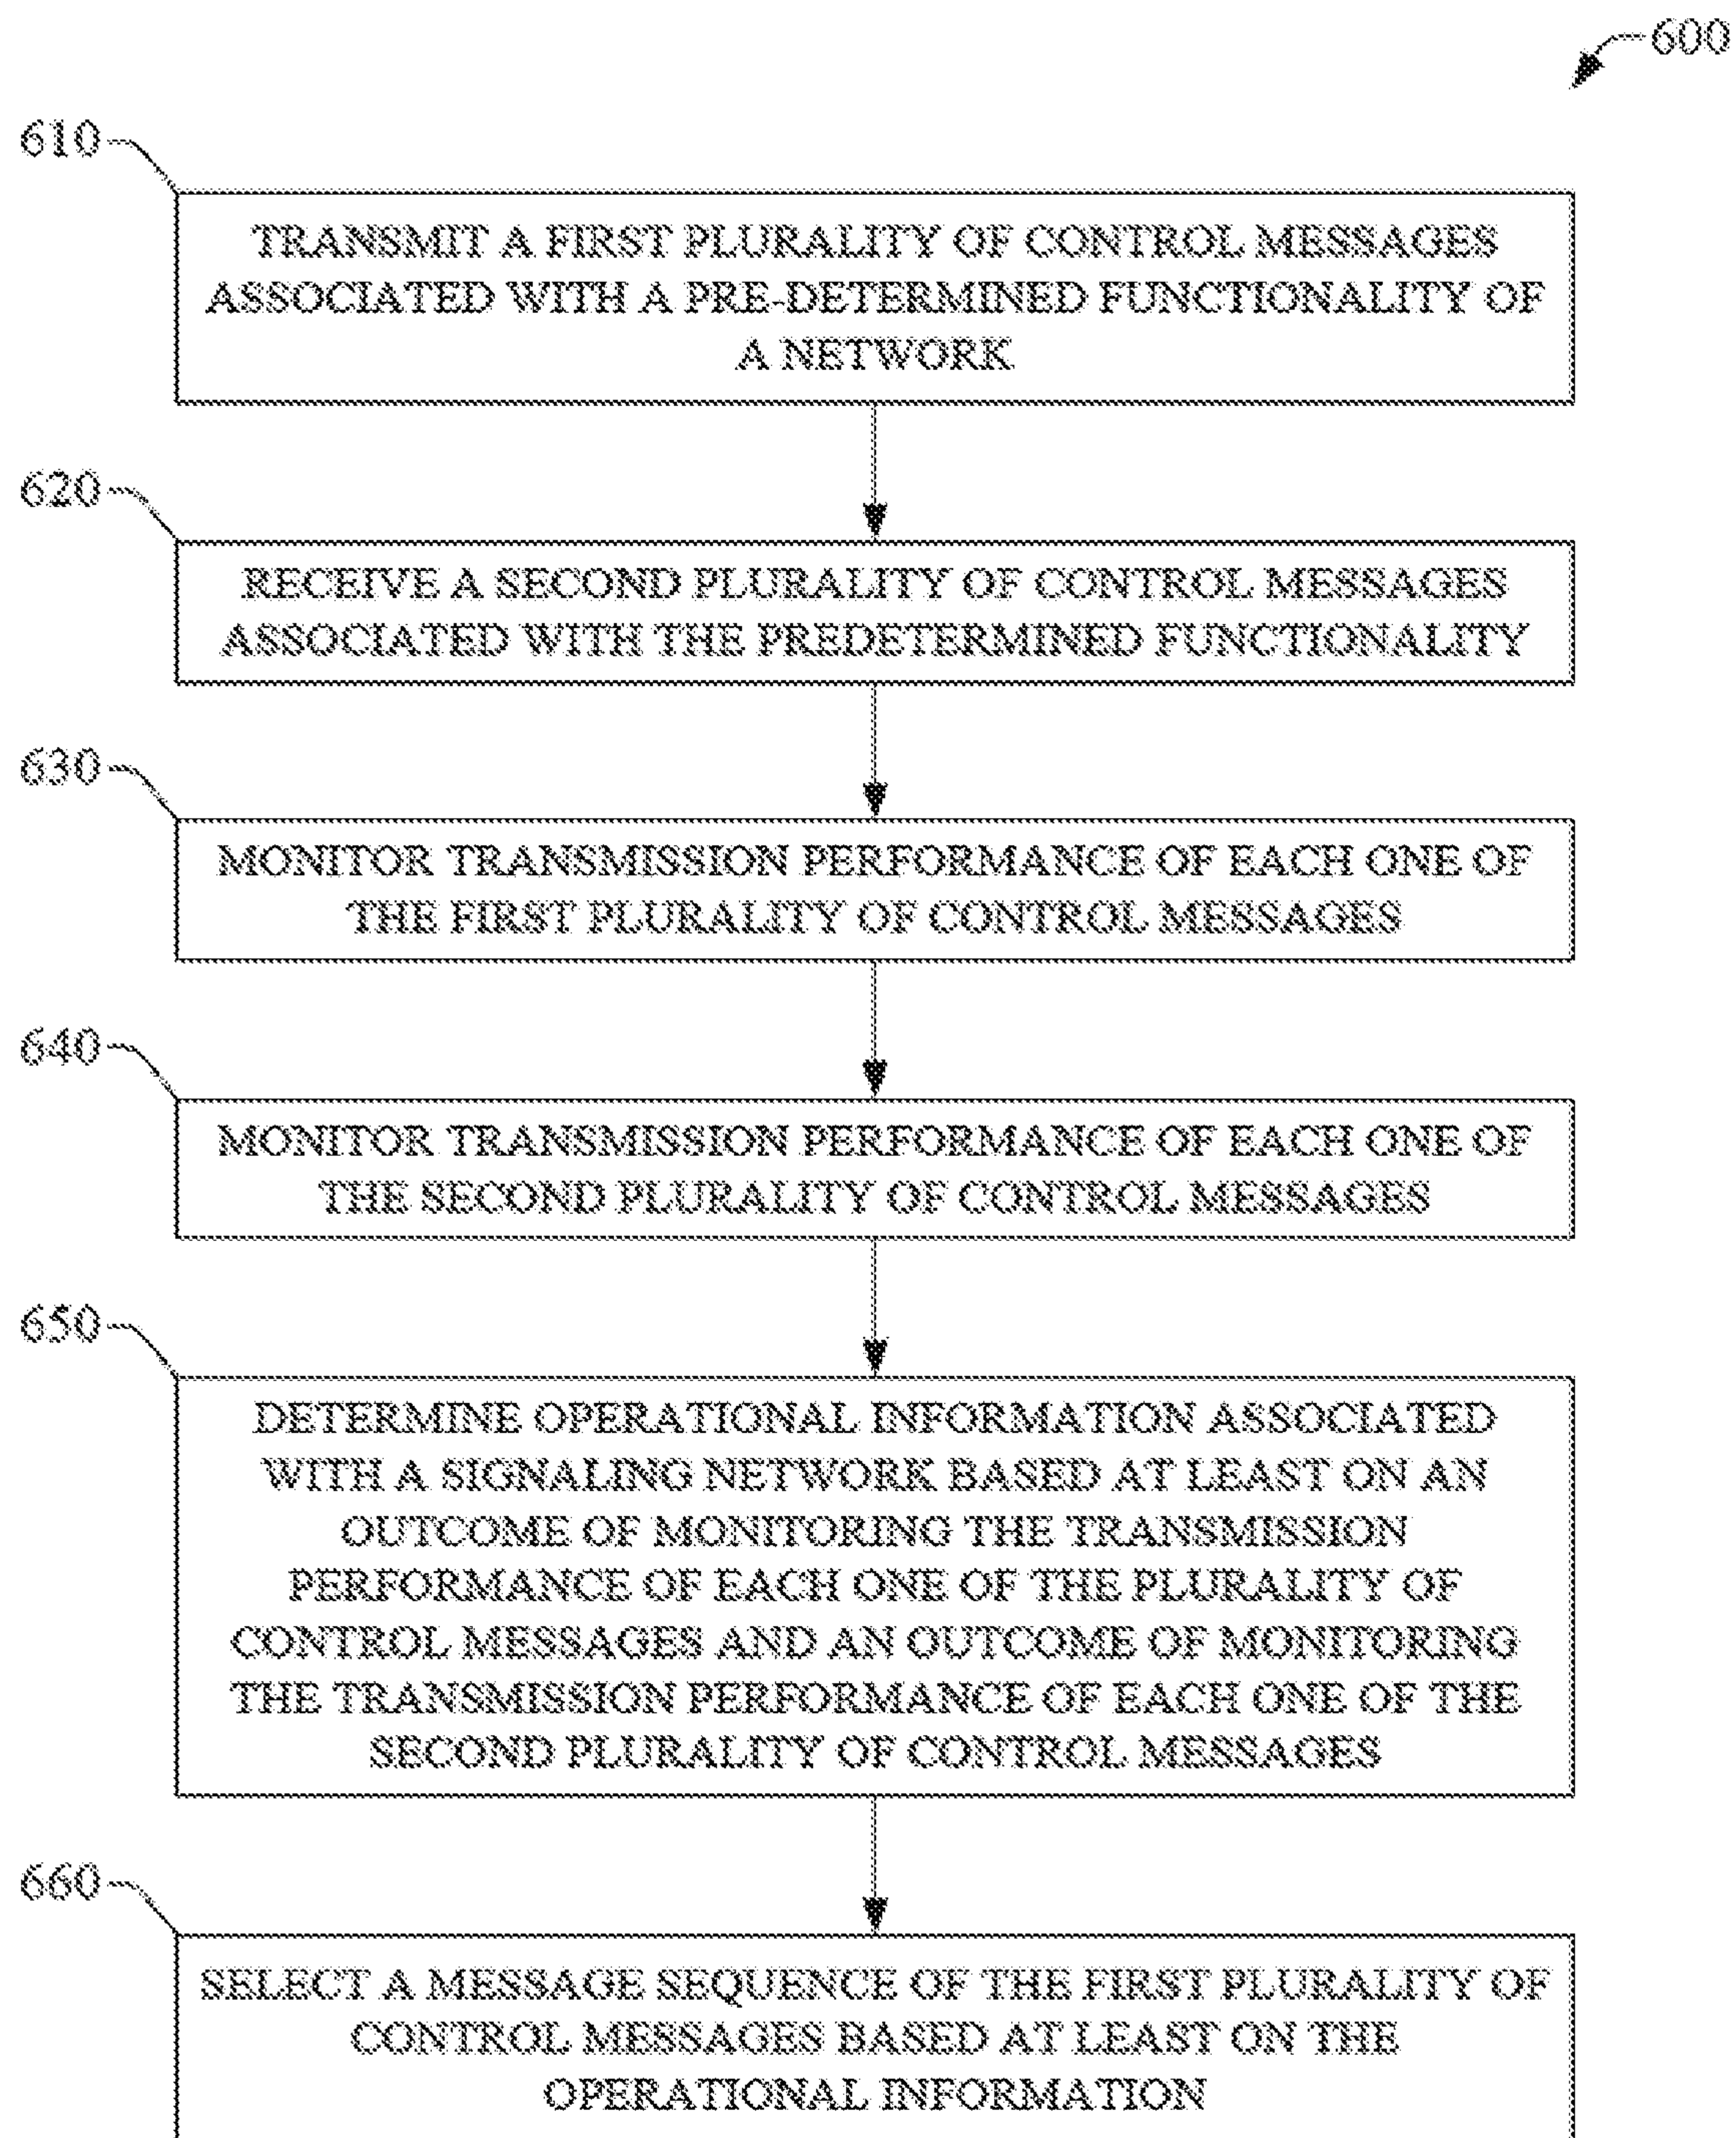 600
610
TRANSMIT A FIRST PLURALITY OF CONTROL MESSAGES
ASSOCIATED WITH A PRE-DETERMINED FUNCTIONALITY OF
A NETWORK
620
RECEIVE A SECOND PLURALITY OF CONTROL MESSAGES
ASSOCIATED WITH THE PREDETERMINED FUNCTIONALITY
630
MONITOR TRANSMISSION PERFORMANCE OF EACH ONE OF
THE FIRST PLURALITY OF CONTROL MESSAGES
640
MONITOR TRANSMISSION PERFORMANCE OF EACH ONE OF
THE SECOND PLURALITY OF CONTROL MESSAGES
650
DETERMINE OPERATIONAL INFORMATION ASSOCIATED
WITH A SIGNALING NETWORK BASED AT LEAST ON AN
OUTCOME OF MONITORING THE TRANSMISSION
PERFORMANCE OF EACH ONE OF THE PLURALITY OF
CONTROL MESSAGES AND AN OUTCOME OF MONITORING
THE TRANSMISSION PERFORMANCE OF EACH ONE OF THE
SECOND PLURALITY OF CONTROL MESSAGES
660
SELECT A MESSAGE SEQUENCE OF THE FIRST PLURALITY OF
CONTROL MESSAGES BASED AT LEAST ON THE
OPERATIONAL INFORMATION